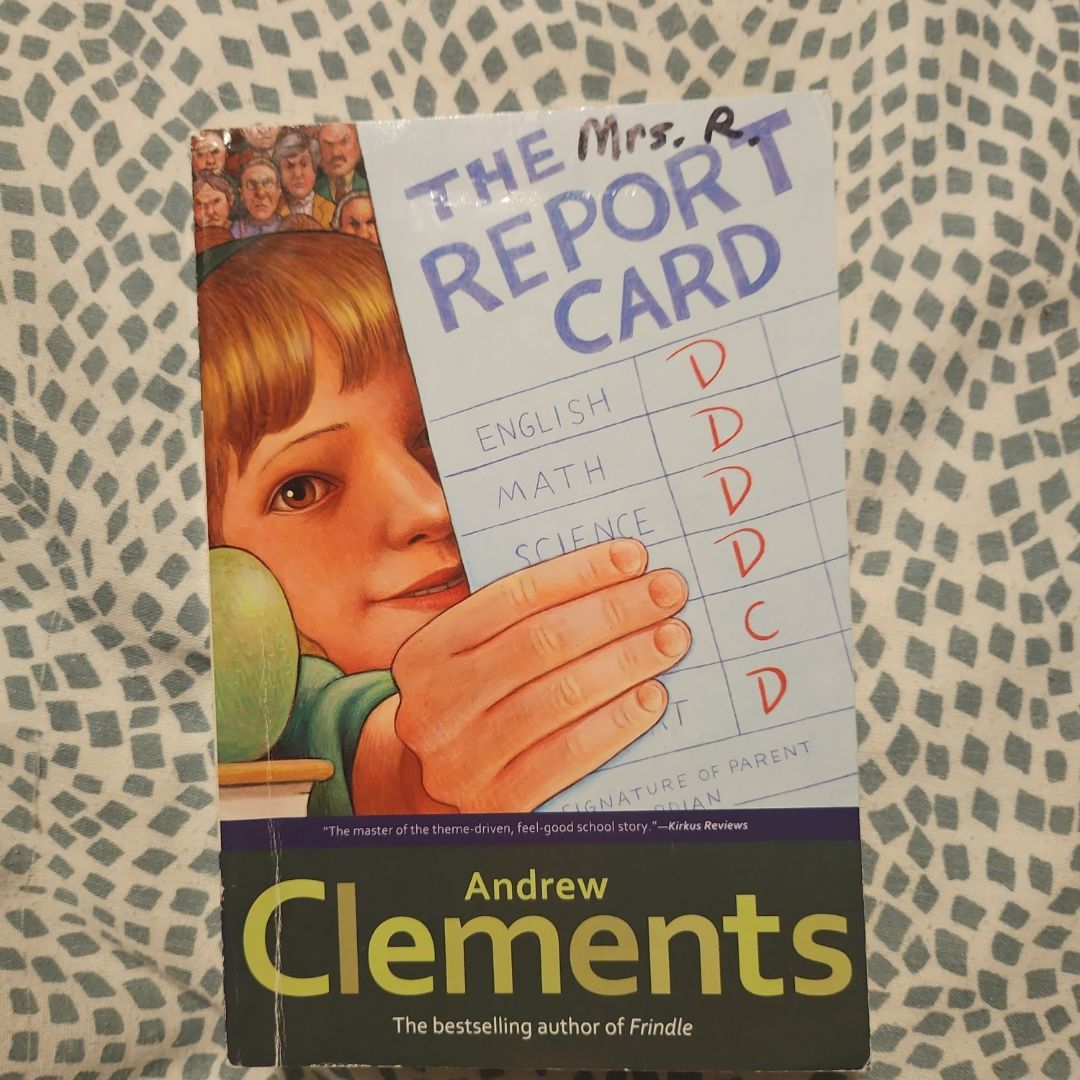 Mrs. R.
THE
REPORT
CARD
ENGLISH D
MATH D
SCIENCE D
D
C
D
SIGNATURE OF PARENT
"The master of the theme-driven, feel-good school story."—Kirkus Reviews
Andrew
Clements
The bestselling author of Frindle